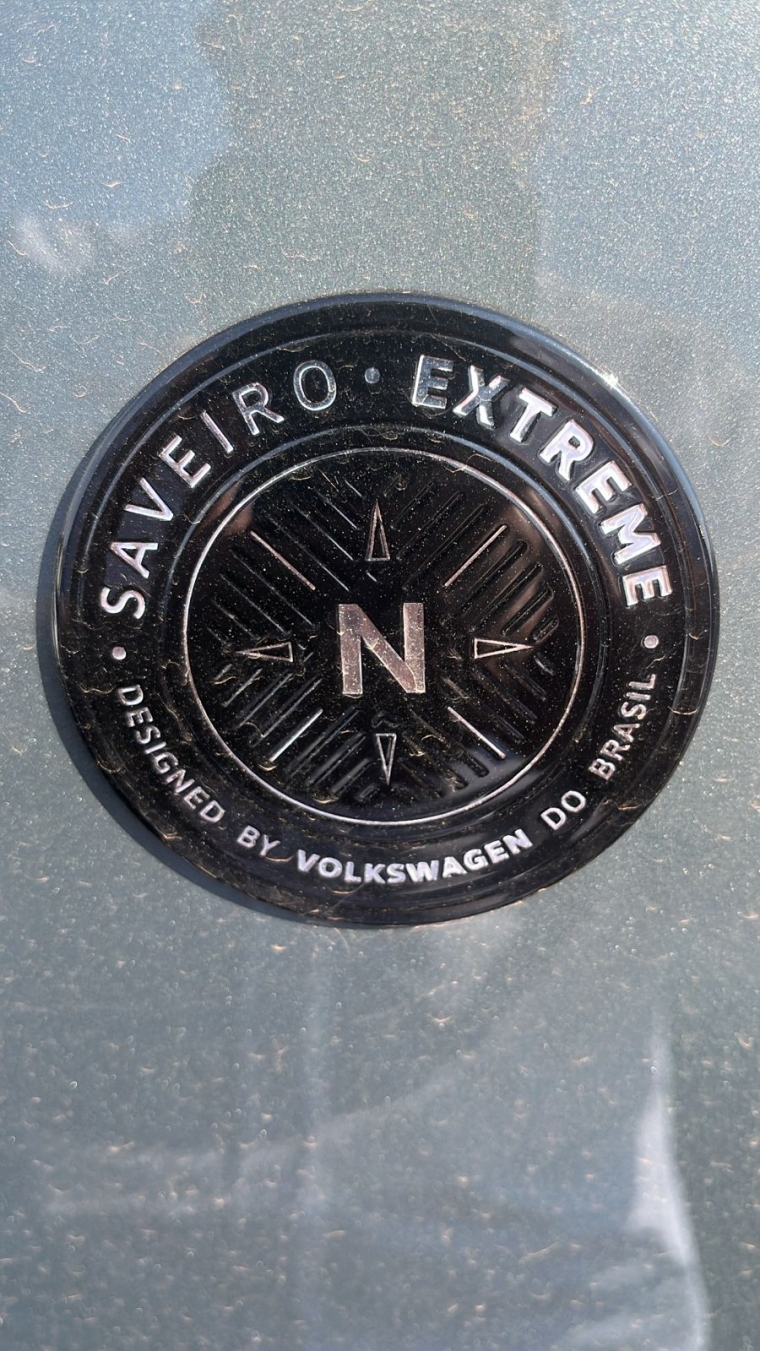 SAVEIRO • EXTREME
N
• DESIGNED BY VOLKSWAGEN DO BRASIL •